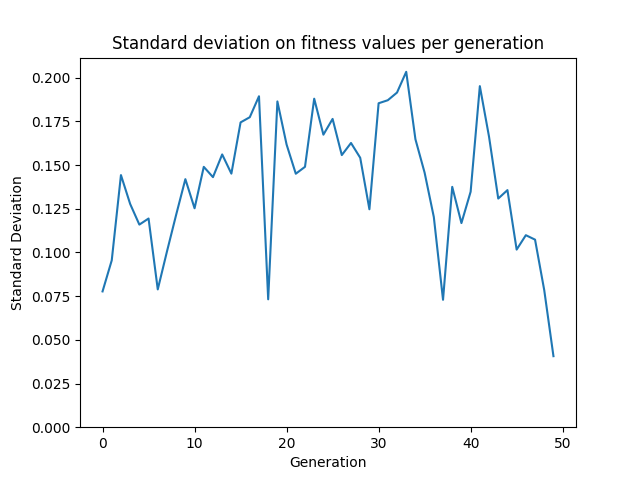 Standard deviation on fitness values per generation
0.200
0.175
0.150
0.125
0.100
0.075
0.050
0.025
0.000
Standard Deviation
0 10 20 30 40 50
Generation